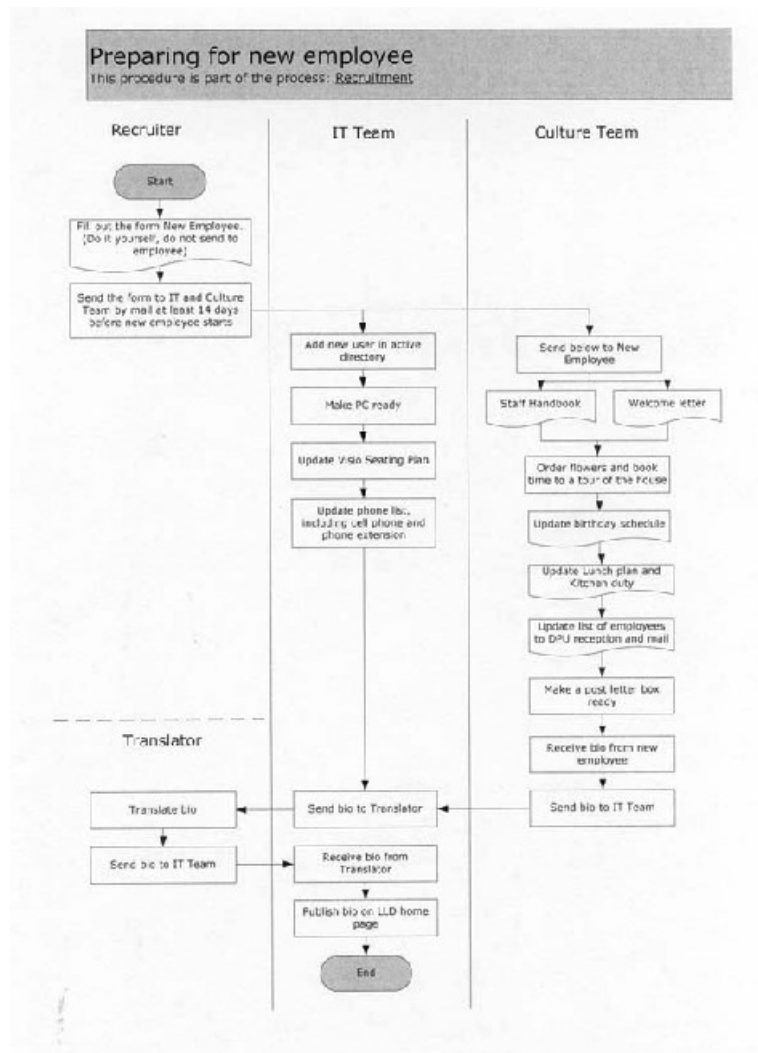 Preparing for new employee
This procedure is part of the process: Recruitment
Recruiter
IT Team
Culture Team
Start
Fill out the form New Employee.
(Do it yourself, do not send to
employee)
Send the form to IT and Culture
Team by mail at least 14 days
before new employee starts
Add new user in active
directory
Make PC ready
Update Visio Seating Plan
Update phone list,
including cell phone and
phone extension
Send below to New
Employee
Staff Handbook
Welcome letter
Order flowers and book
time to a tour of the house
Update birthday schedule
Update Lunch plan and
Kitchen duty
Update list of employees
to DPU reception and mail
Make a post letter box
ready
Receive bio from new
employee
Send bio to IT Team
Translator
Send bio to Translator
Translate bio
Send bio to IT Team
Receive bio from
Translator
Publish bio on LLD home
page
End